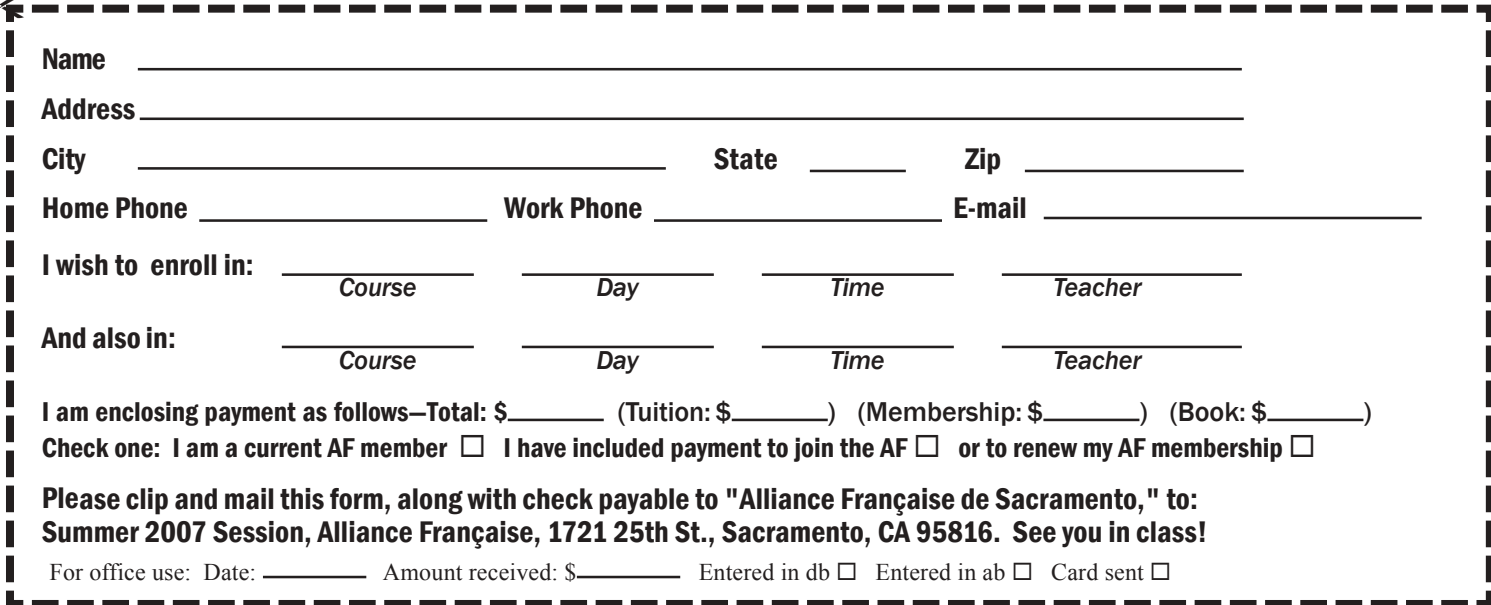 Name
Address
City State Zip
Home Phone Work Phone E-mail
I wish to enroll in:
Course Day Time Teacher
And also in:
Course Day Time Teacher
I am enclosing payment as follows—Total: $ (Tuition: $ ) (Membership: $ ) (Book: $ )
Check one: I am a current AF member ☐ I have included payment to join the AF ☐ or to renew my AF membership ☐
Please clip and mail this form, along with check payable to "Alliance Française de Sacramento," to:
Summer 2007 Session, Alliance Française, 1721 25th St., Sacramento, CA 95816. See you in class!
For office use: Date: Amount received: $ Entered in db ☐ Entered in ab ☐ Card sent ☐